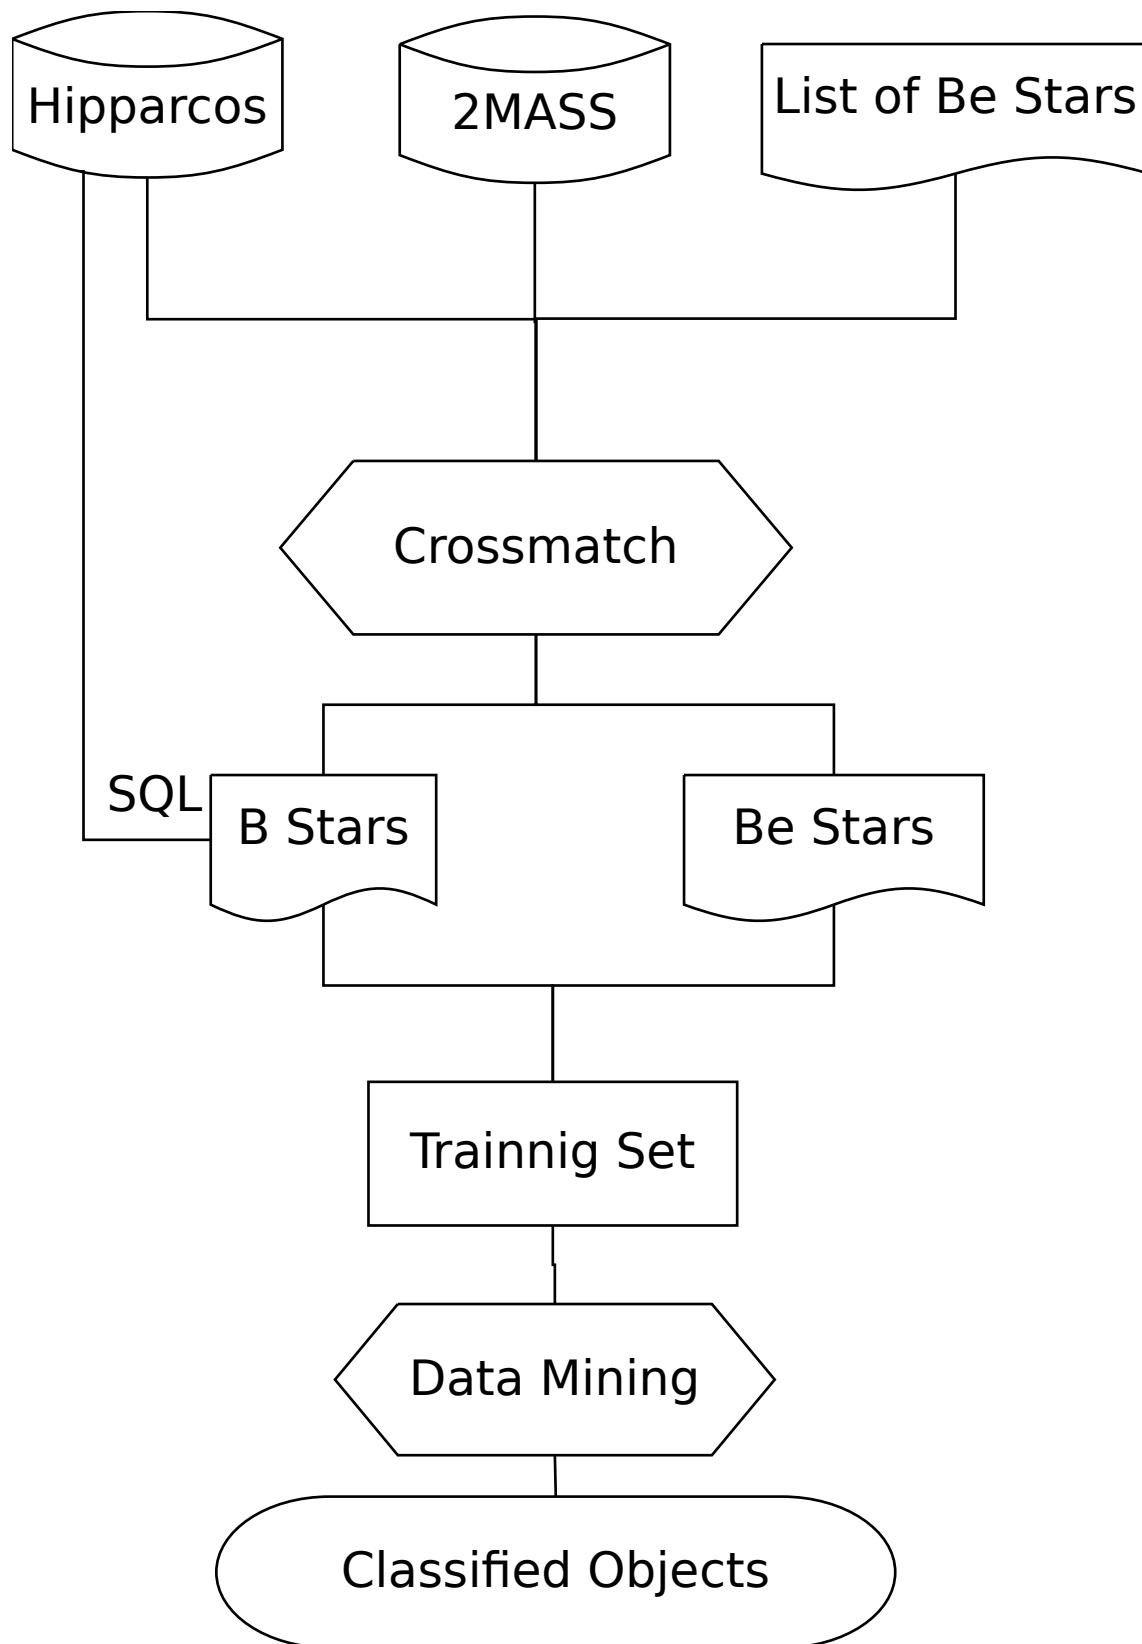 Hipparcos
2MASS
List of Be Stars
Crossmatch
SQL
B Stars
Be Stars
Trainnig Set
Data Mining
Classified Objects